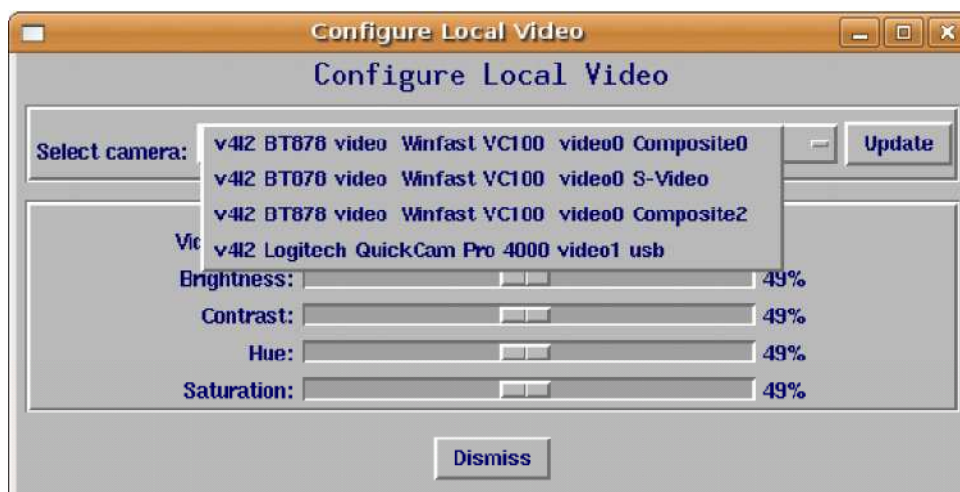 Configure Local Video
Configure Local Video
Select camera:
Update
v4l2 BT878 video Winfast VC100 video0 Composite0
v4l2 BT878 video Winfast VC100 video0 S-Video
v4l2 BT878 video Winfast VC100 video0 Composite2
v4l2 Logitech QuickCam Pro 4000 video1 usb
Brightness: 49%
Contrast: 49%
Hue: 49%
Saturation: 49%
Dismiss